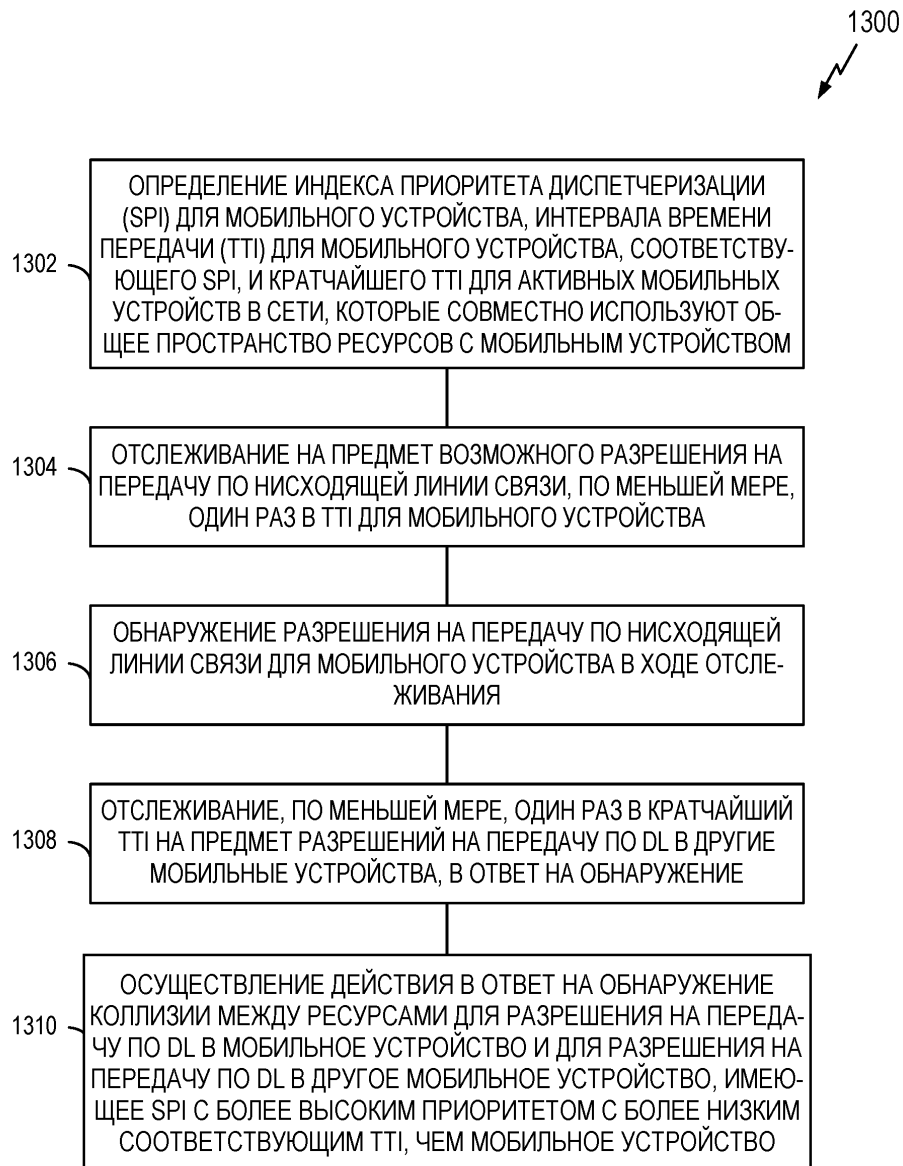 1300
1302
ОПРЕДЕЛЕНИЕ ИНДЕКСА ПРИОРИТЕТА ДИСПЕТЧЕРИЗАЦИИ
(SPI) ДЛЯ МОБИЛЬНОГО УСТРОЙСТВА, ИНТЕРВАЛА ВРЕМЕНИ
ПЕРЕДАЧИ (TTI) ДЛЯ МОБИЛЬНОГО УСТРОЙСТВА, СООТВЕТСТВУ-
ЮЩЕГО SPI, И КРАТЧАЙШЕГО TTI ДЛЯ АКТИВНЫХ МОБИЛЬНЫХ
УСТРОЙСТВ В СЕТИ, КОТОРЫЕ СОВМЕСТНО ИСПОЛЬЗУЮТ ОБ-
ЩЕЕ ПРОСТРАНСТВО РЕСУРСОВ С МОБИЛЬНЫМ УСТРОЙСТВОМ
1304
ОТСЛЕЖИВАНИЕ НА ПРЕДМЕТ ВОЗМОЖНОГО РАЗРЕШЕНИЯ НА
ПЕРЕДАЧУ ПО НИСХОДЯЩЕЙ ЛИНИИ СВЯЗИ, ПО МЕНЬШЕЙ МЕРЕ,
ОДИН РАЗ В TTI ДЛЯ МОБИЛЬНОГО УСТРОЙСТВА
1306
ОБНАРУЖЕНИЕ РАЗРЕШЕНИЯ НА ПЕРЕДАЧУ ПО НИСХОДЯЩЕЙ
ЛИНИИ СВЯЗИ ДЛЯ МОБИЛЬНОГО УСТРОЙСТВА В ХОДЕ ОТСЛЕ-
ЖИВАНИЯ
1308
ОТСЛЕЖИВАНИЕ, ПО МЕНЬШЕЙ МЕРЕ, ОДИН РАЗ В КРАТЧАЙШИЙ
TTI НА ПРЕДМЕТ РАЗРЕШЕНИЙ НА ПЕРЕДАЧУ ПО DL В ДРУГИЕ
МОБИЛЬНЫЕ УСТРОЙСТВА, В ОТВЕТ НА ОБНАРУЖЕНИЕ
1310
ОСУЩЕСТВЛЕНИЕ ДЕЙСТВИЯ В ОТВЕТ НА ОБНАРУЖЕНИЕ
КОЛЛИЗИИ МЕЖДУ РЕСУРСАМИ ДЛЯ РАЗРЕШЕНИЯ НА ПЕРЕДА-
ЧУ ПО DL В МОБИЛЬНОЕ УСТРОЙСТВО И ДЛЯ РАЗРЕШЕНИЯ НА
ПЕРЕДАЧУ ПО DL В ДРУГОЕ МОБИЛЬНОЕ УСТРОЙСТВО, ИМЕЮ-
ЩЕЕ SPI С БОЛЕЕ ВЫСОКИМ ПРИОРИТЕТОМ С БОЛЕЕ НИЗКИМ
СООТВЕТСТВУЮЩИМ TTI, ЧЕМ МОБИЛЬНОЕ УСТРОЙСТВО